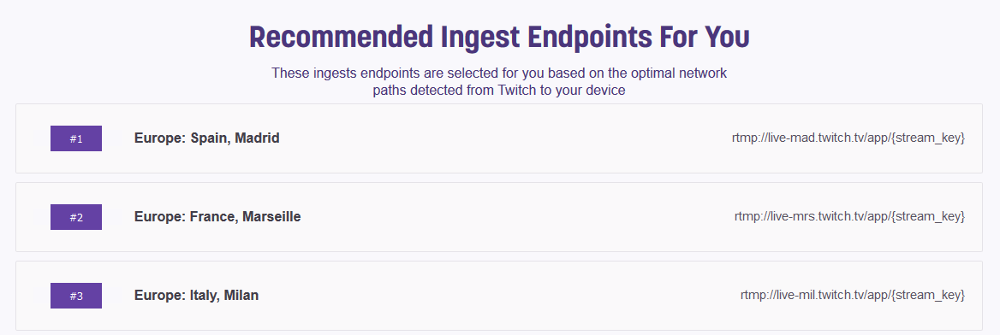 Recommended Ingest Endpoints For You
These ingests endpoints are selected for you based on the optimal network
paths detected from Twitch to your device
#1 Europe: Spain, Madrid rtmp://live-mad.twitch.tv/app/{stream_key}
#2 Europe: France, Marseille rtmp://live-mrs.twitch.tv/app/{stream_key}
#3 Europe: Italy, Milan rtmp://live-mil.twitch.tv/app/{stream_key}